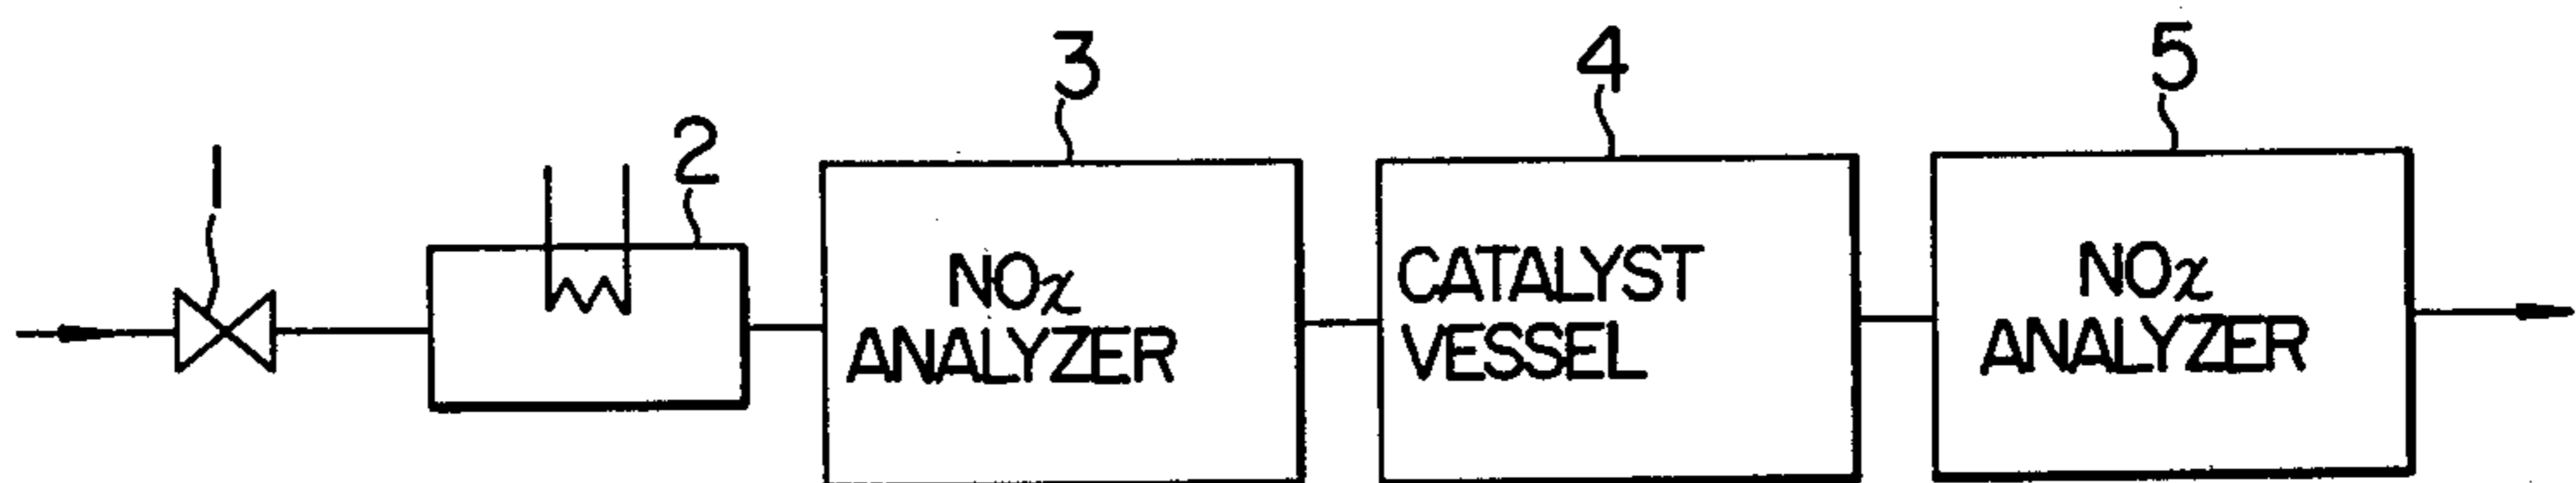 1
2
3
4
5
NOx
ANALYZER
CATALYST
VESSEL
NOx
ANALYZER